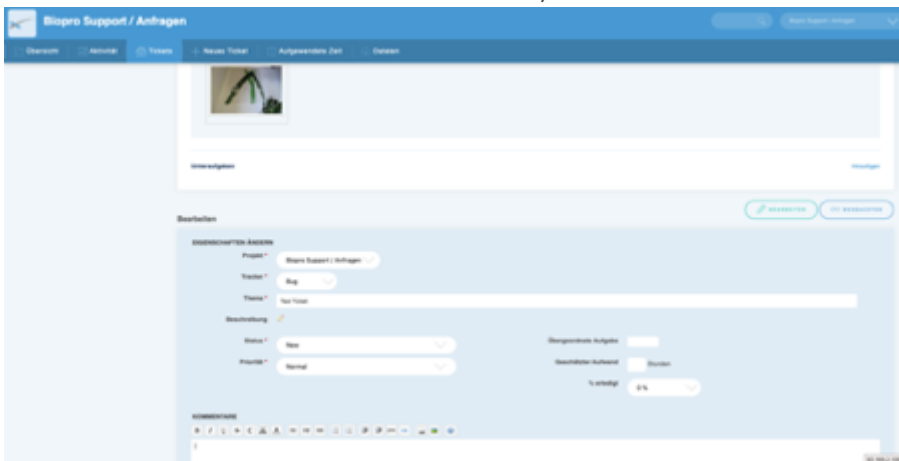 Biopro Support / Anfragen
Übersicht Aktivität Tickets Neues Ticket Aufgewendete Zeit Dateien
Unteraufgaben Hinzufügen
BEARBEITEN BEOBACHTEN
Bearbeiten
EIGENSCHAFTEN ÄNDERN
Projekt * Biopro Support / Anfragen
Tracker * Bug
Thema * Test Ticket
Beschreibung
Status * New Übergeordnete Aufgabe
Priorität * Normal Geschätzter Aufwand Stunden
% erledigt 0 %
KOMMENTARE